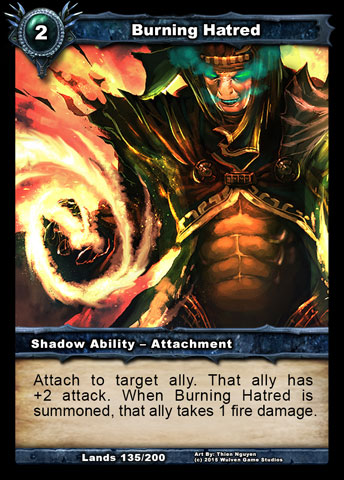 2
Burning Hatred
Shadow Ability – Attachment
Attach to target ally. That ally has
+2 attack. When Burning Hatred is
summoned, that ally takes 1 fire damage.
Lands 135/200
Art By: Thien Nguyen
(c) 2015 Wulven Game Studios